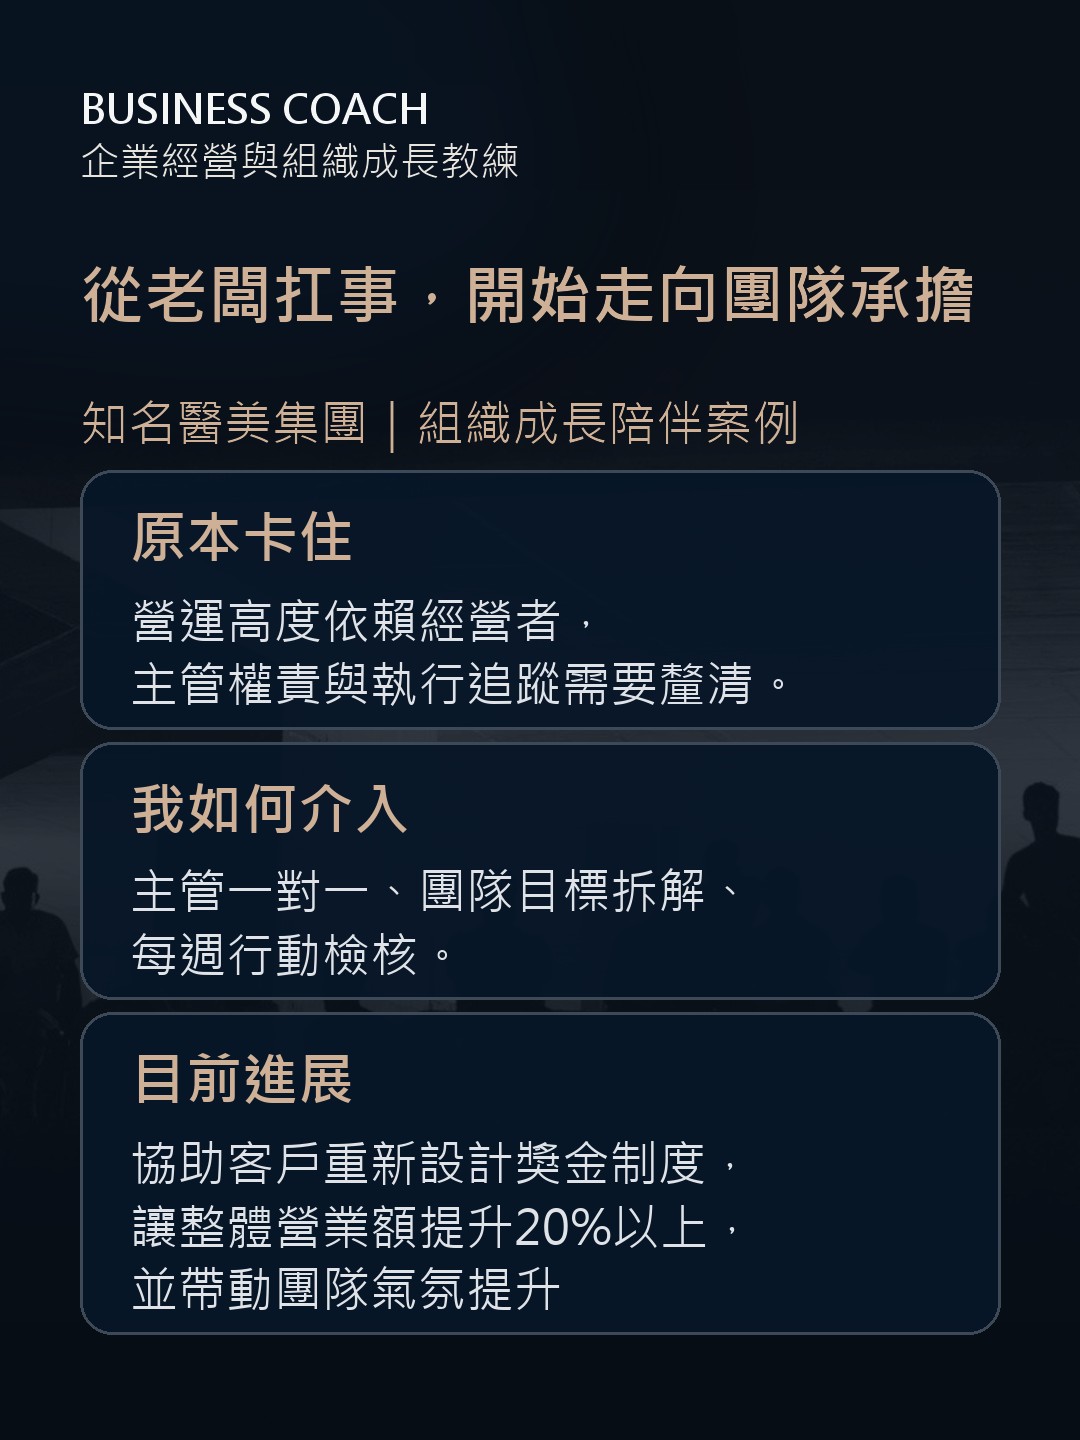 BUSINESS COACH
企業經營與組織成長教練
從老闆扛事，開始走向團隊承擔
知名醫美集團｜組織成長陪伴案例
原本卡住
營運高度依賴經營者，
主管權責與執行追蹤需要釐清。
我如何介入
主管一對一、團隊目標拆解、
每週行動檢核。
目前進展
協助客戶重新設計獎金制度，
讓整體營業額提升20%以上，
並帶動團隊氣氛提升